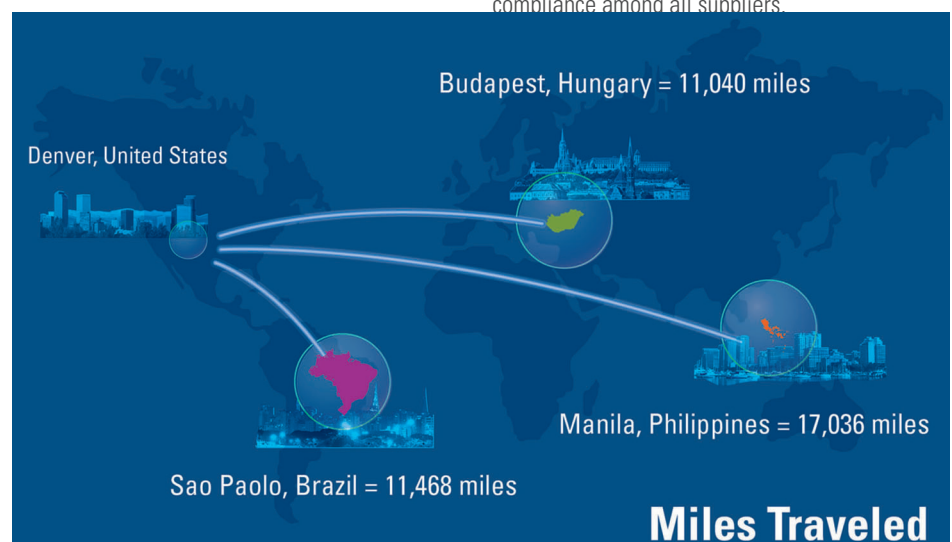 compliance among all suppliers.
Budapest, Hungary = 11,040 miles
Denver, United States
Manila, Philippines = 17,036 miles
Sao Paolo, Brazil = 11,468 miles
Miles Traveled